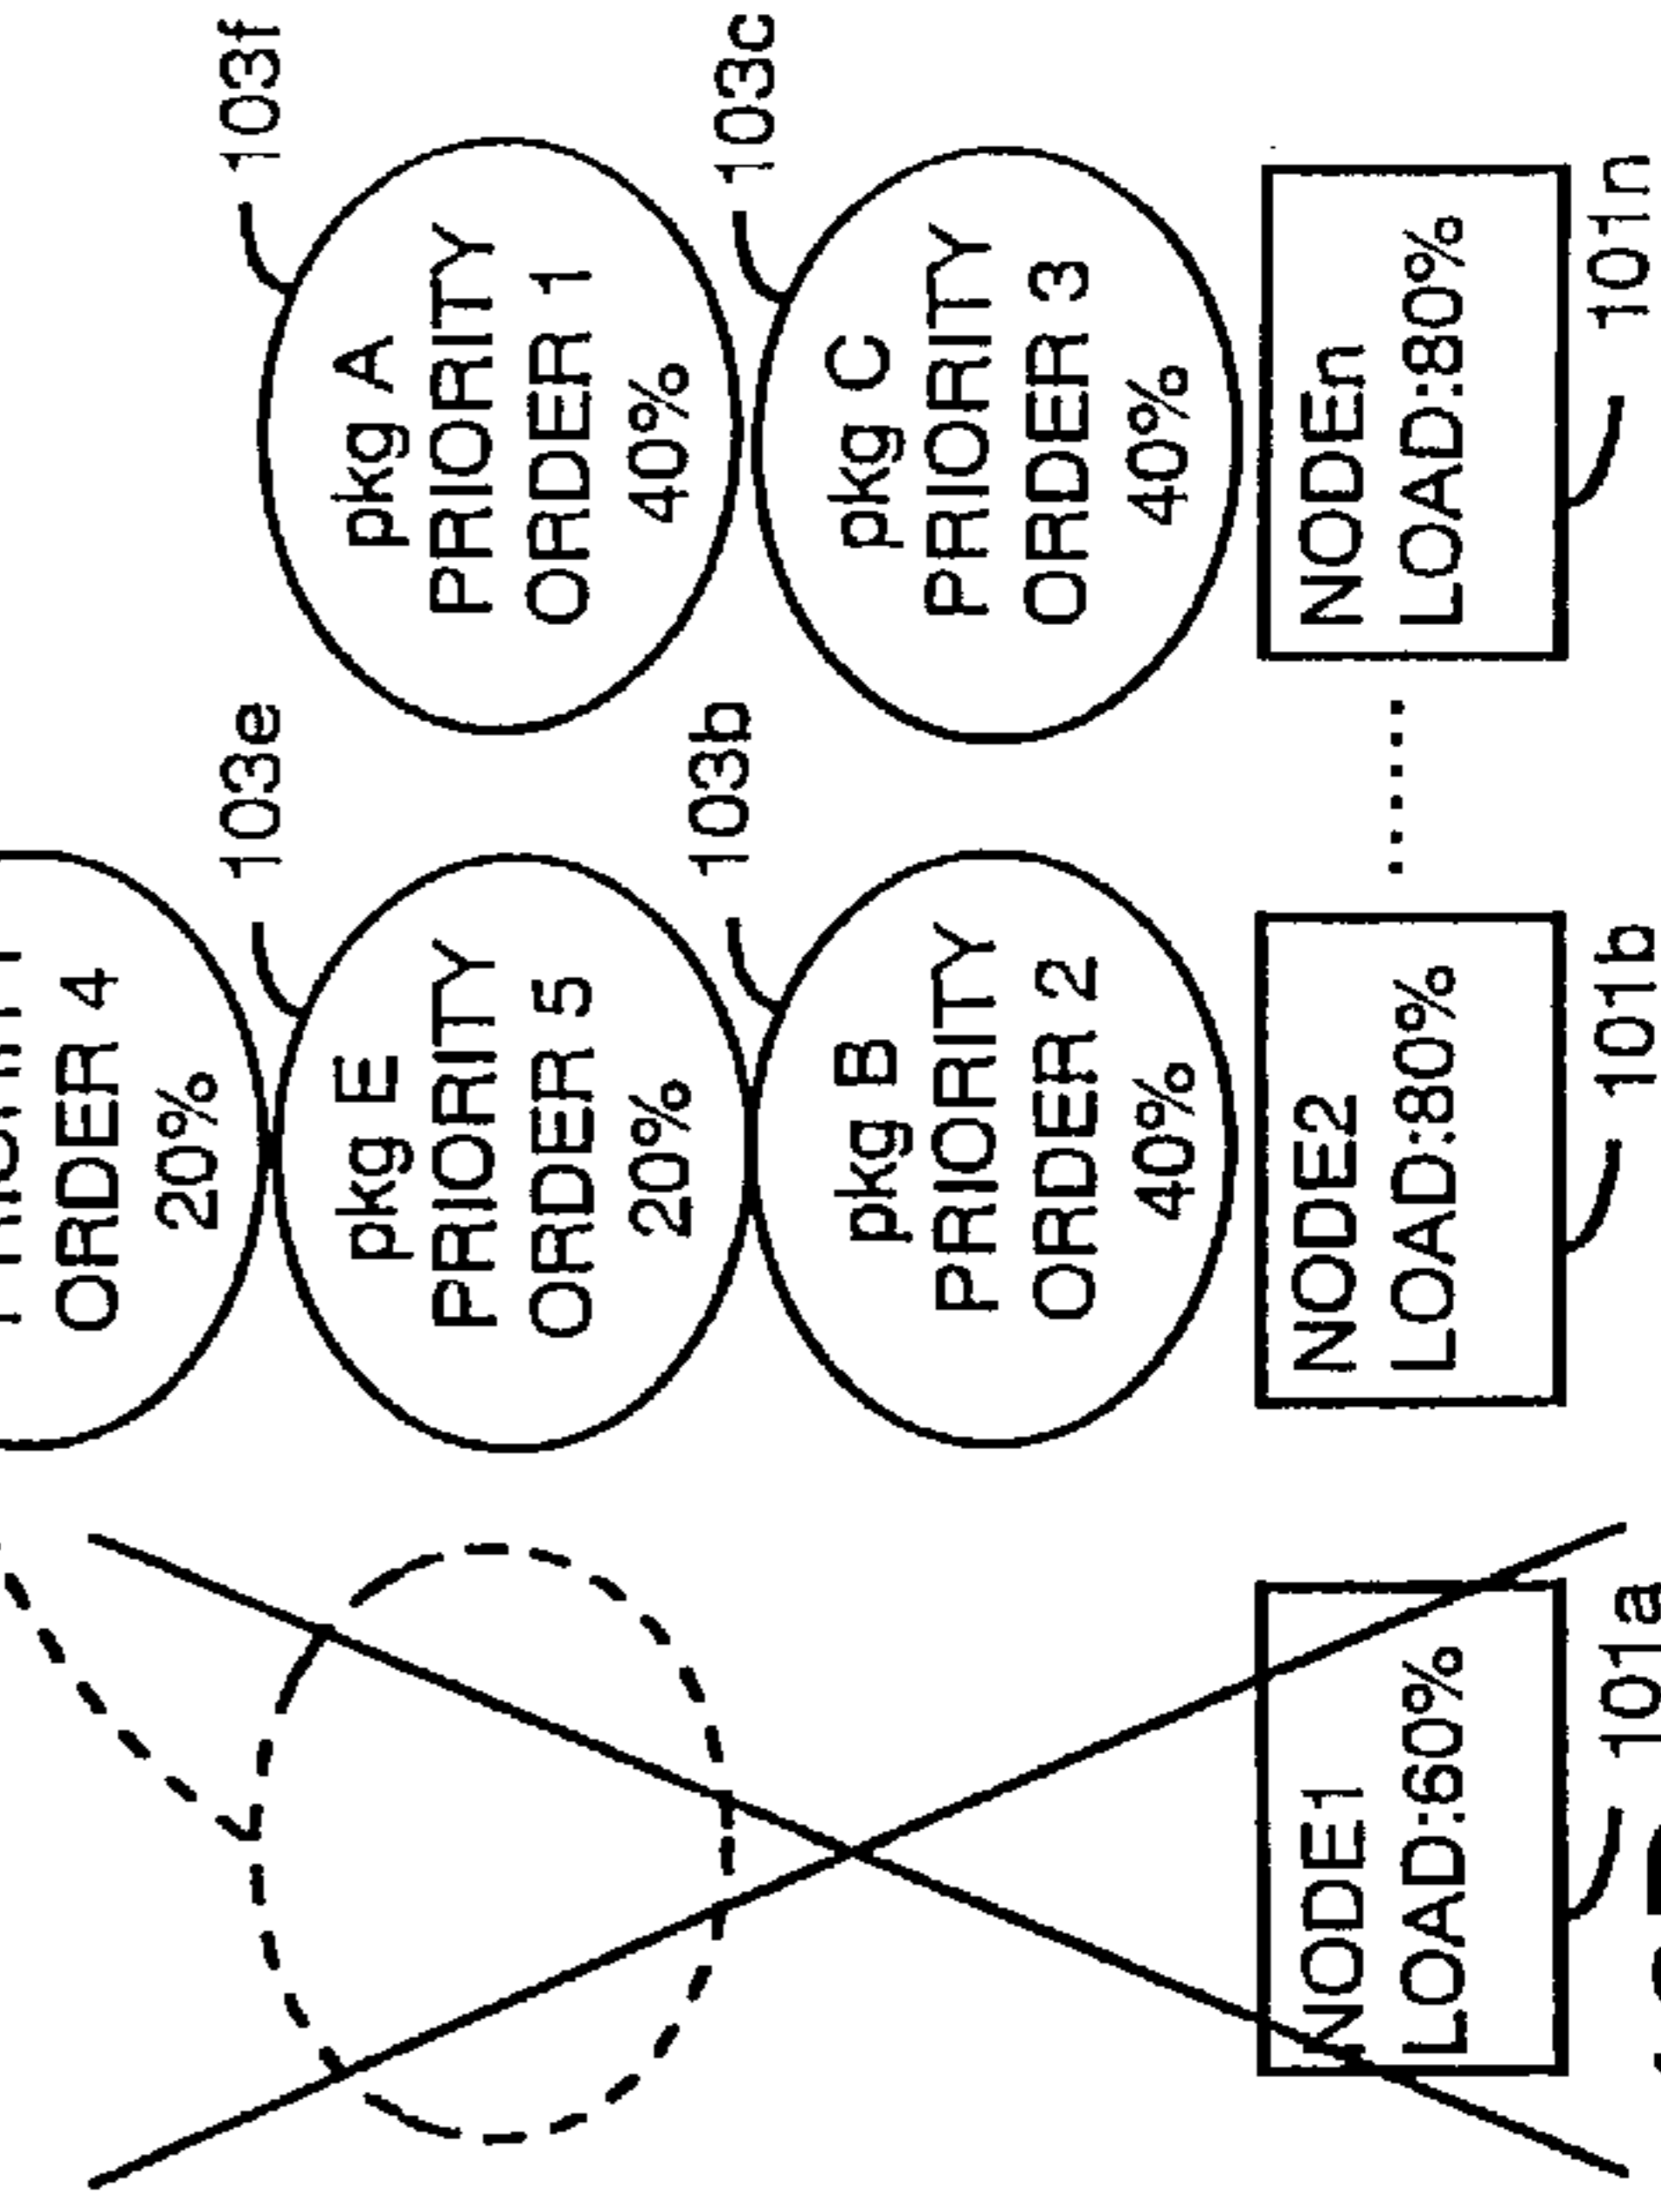 103f
pkg A
PRIORITY
ORDER 1
40%
103c
pkg C
PRIORITY
ORDER 3
40%
NODEn
LOAD:80%
101n
ORDER 4
20%
103e
pkg E
PRIORITY
ORDER 5
20%
103b
pkg B
PRIORITY
ORDER 2
40%
NODE2
LOAD:80%
101b
NODE1
LOAD:60%
101a